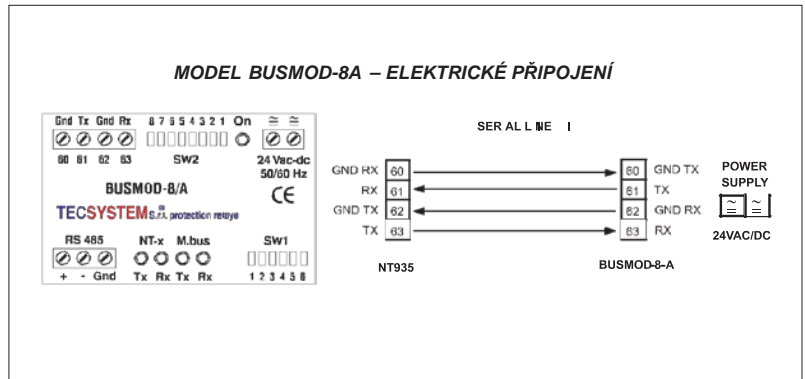 MODEL BUSMOD-8A – ELEKTRICKÉ PŘIPOJENÍ
Gnd Tx Gnd Rx 8 7 6 5 4 3 2 1 On ≅ ≅
60 61 62 63 SW2 24 Vac-dc
50/60 Hz
BUSMOD-8/A CE
TECSYSTEM S.r.l. protection relays
RS 485 NT-x M.bus SW1
+ - Gnd Tx Rx Tx Rx 1 2 3 4 5 6
SER AL L NE I
GND RX 60
RX 61
GND TX 62
TX 63
NT935
60 GND TX
61 TX
62 GND RX
63 RX
BUSMOD-8-A
POWER
SUPPLY
≅ ≅
24VAC/DC